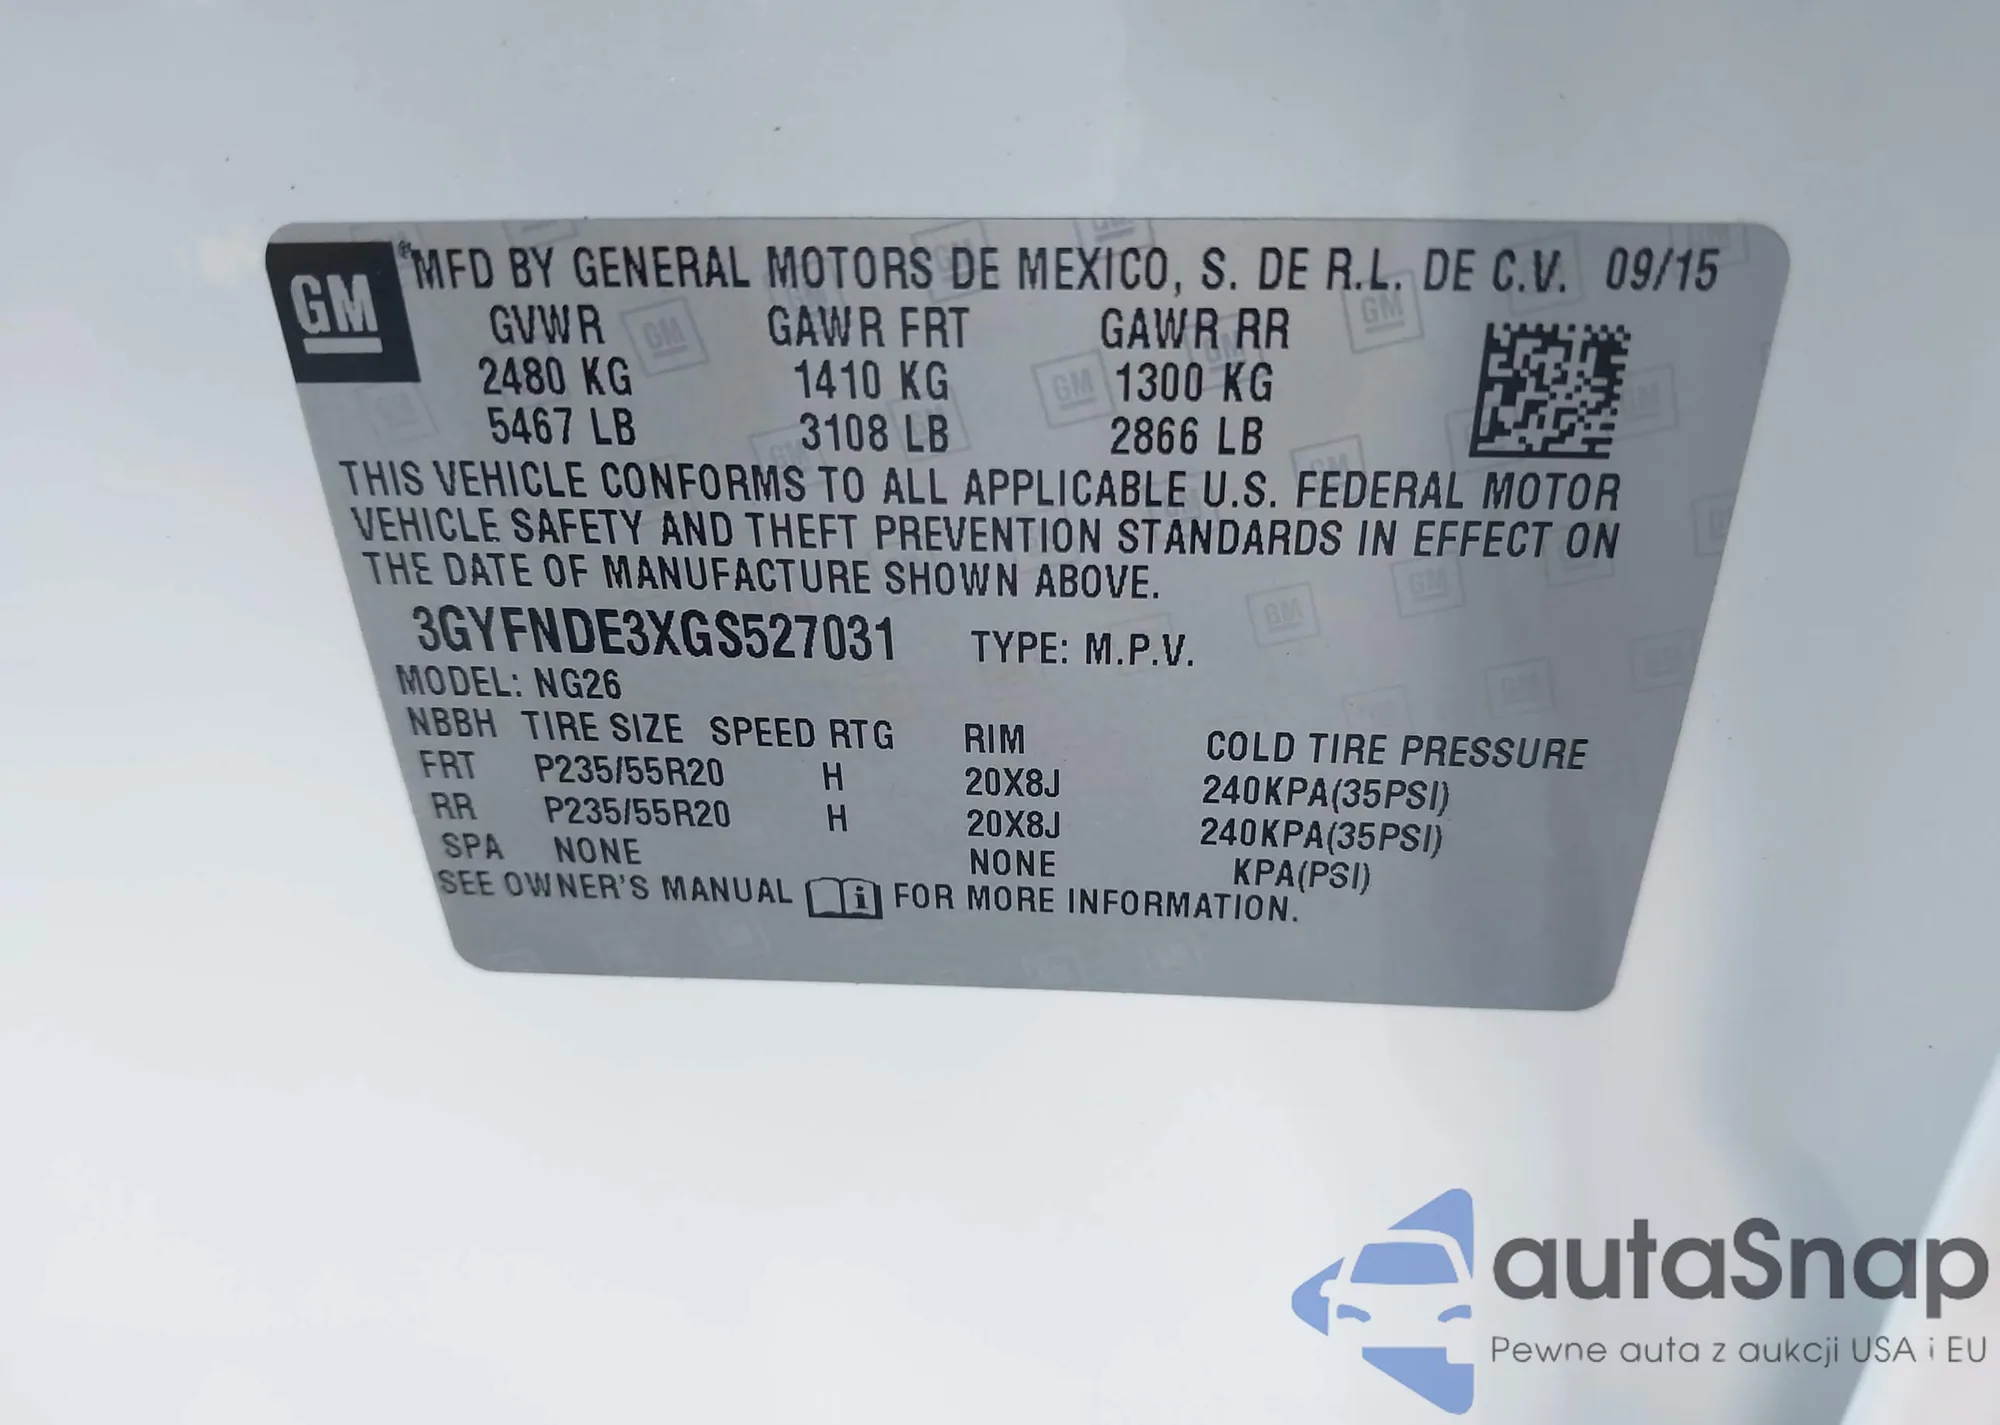 GM
® MFD BY GENERAL MOTORS DE MEXICO, S. DE R.L. DE C.V. 09/15
GVWR GAWR FRT GAWR RR
2480 KG 1410 KG 1300 KG
5467 LB 3108 LB 2866 LB
THIS VEHICLE CONFORMS TO ALL APPLICABLE U.S. FEDERAL MOTOR
VEHICLE SAFETY AND THEFT PREVENTION STANDARDS IN EFFECT ON
THE DATE OF MANUFACTURE SHOWN ABOVE.
3GYFNDE3XGS527031 TYPE: M.P.V.
MODEL: NG26
NBBH TIRE SIZE SPEED RTG RIM COLD TIRE PRESSURE
FRT P235/55R20 H 20X8J 240KPA(35PSI)
RR P235/55R20 H 20X8J 240KPA(35PSI)
SPA NONE NONE KPA(PSI)
SEE OWNER'S MANUAL i FOR MORE INFORMATION.
autaSnap
Pewne auta z aukcji USA i EU